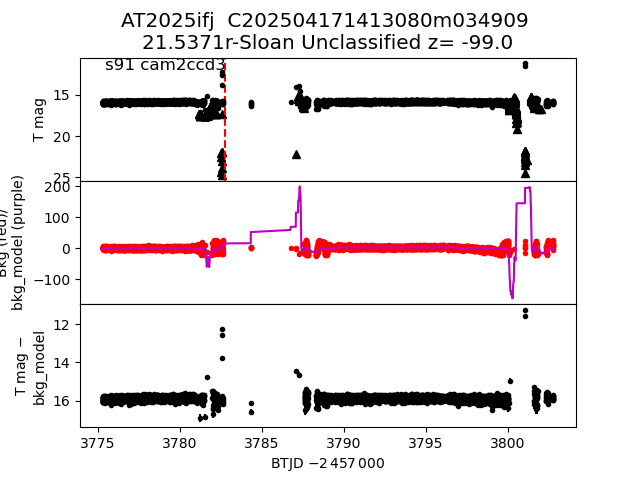 AT2025ifj  C202504171413080m034909
21.5371r-Sloan Unclassified z= -99.0
s91 cam2ccd3
15
20
25
T mag
200
100
0
−100
Bkg (red)/
bkg_model (purple)
12
14
16
T mag −
bkg_model
3775 3780 3785 3790 3795 3800
BTJD −2 457 000